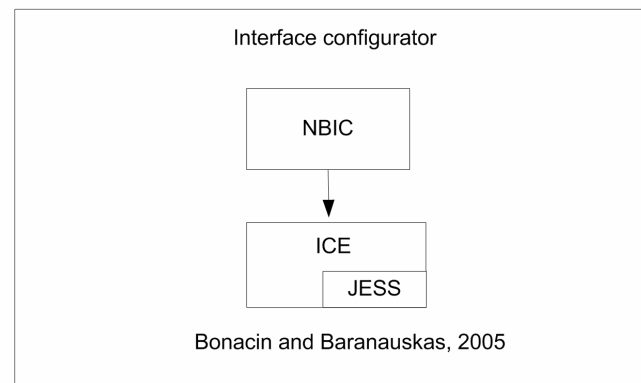 Interface configurator
NBIC
ICE
JESS
Bonacin and Baranauskas, 2005